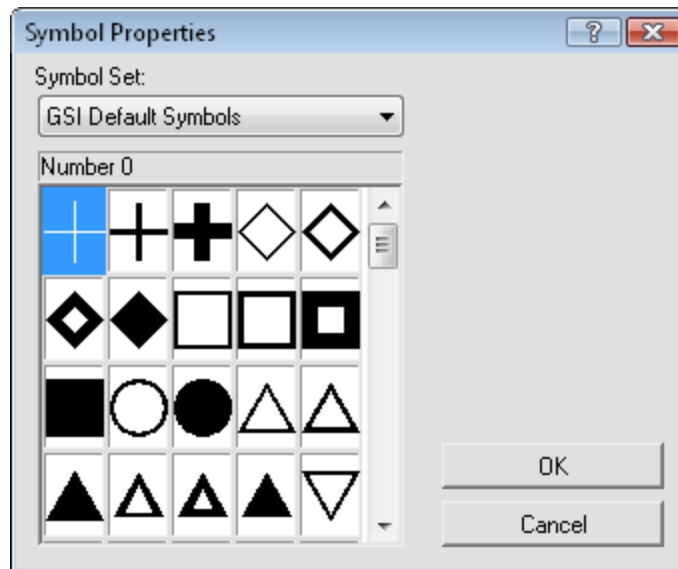 Symbol Properties
Symbol Set:
GSI Default Symbols
Number 0
OK
Cancel